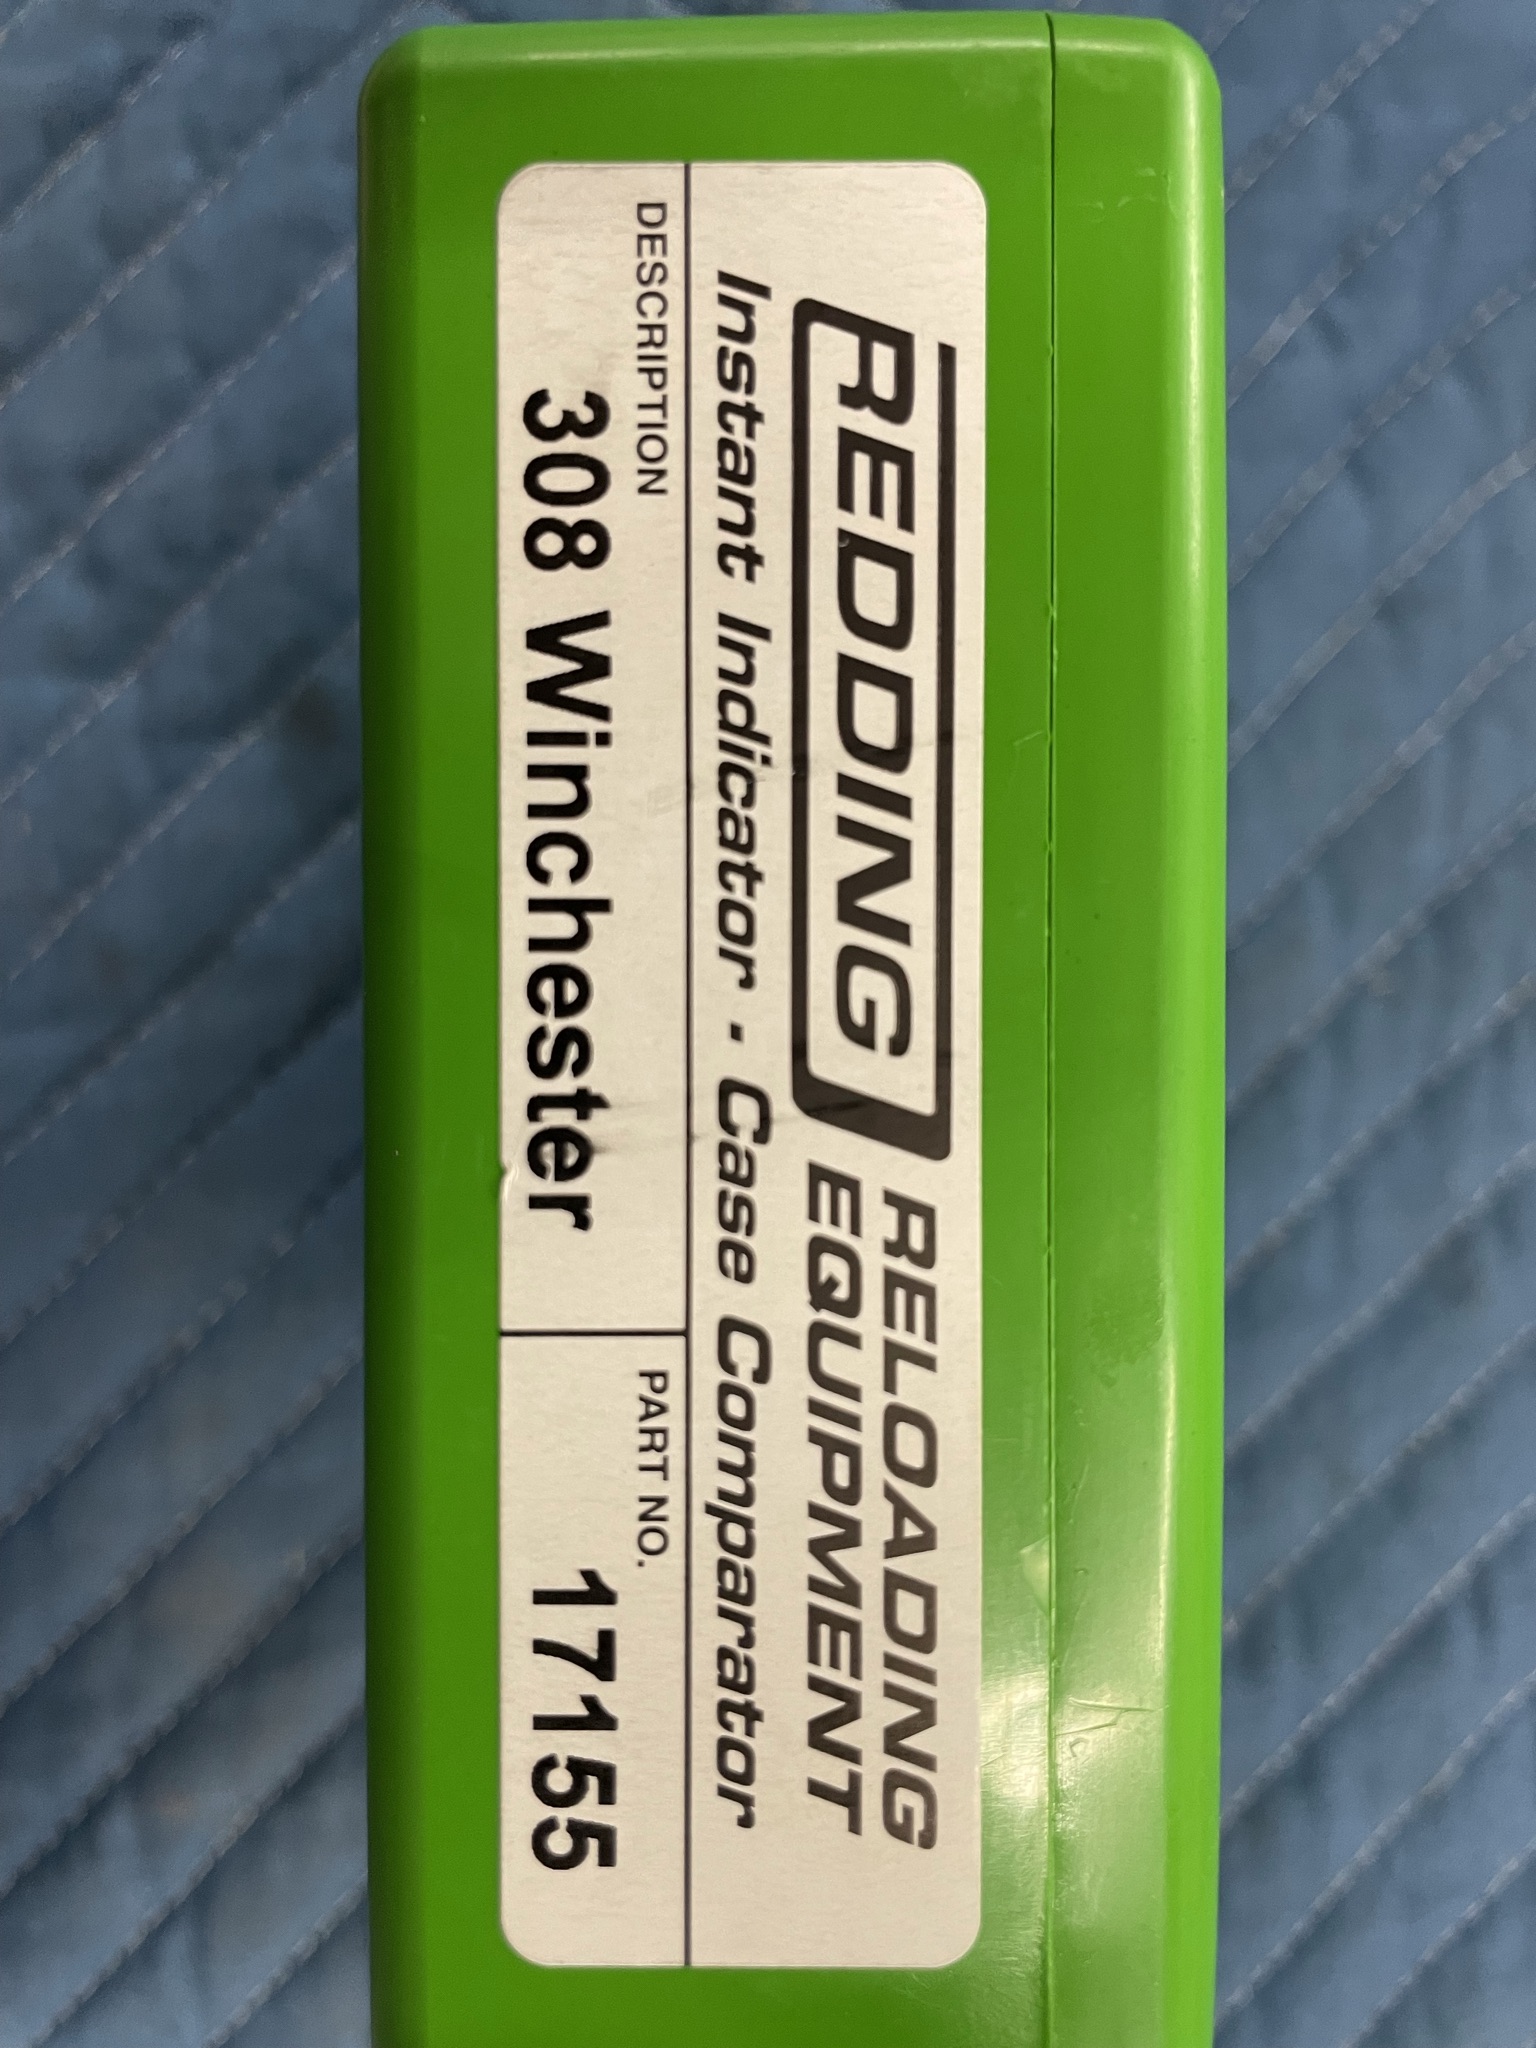 REDDING RELOADING
EQUIPMENT
Instant Indicator - Case Comparator
DESCRIPTION
308 Winchester
PART NO.
17155